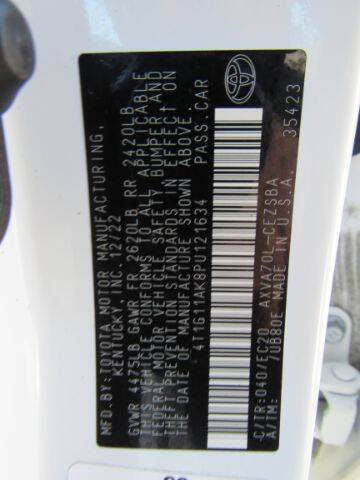 MFD.BY: TOYOTA MOTOR MANUFACTURING,
KENTUCKY, INC. 12/22
GVWR 4475LB GAWR FR 2620LB RR 2420LB
THIS VEHICLE CONFORMS TO ALL APPLICABLE
FEDERAL MOTOR VEHICLE SAFETY, BUMPER AND
THEFT PREVENTION STANDARDS IN EFFECT ON
THE DATE OF MANUFACTURE SHOWN ABOVE.
4T1G11AK8PU121634 PASS.CAR
C/TR:040/EC20 AXVA70L-CEZSBA
A/TM: /UB80E MADE IN U.S.A.
35423